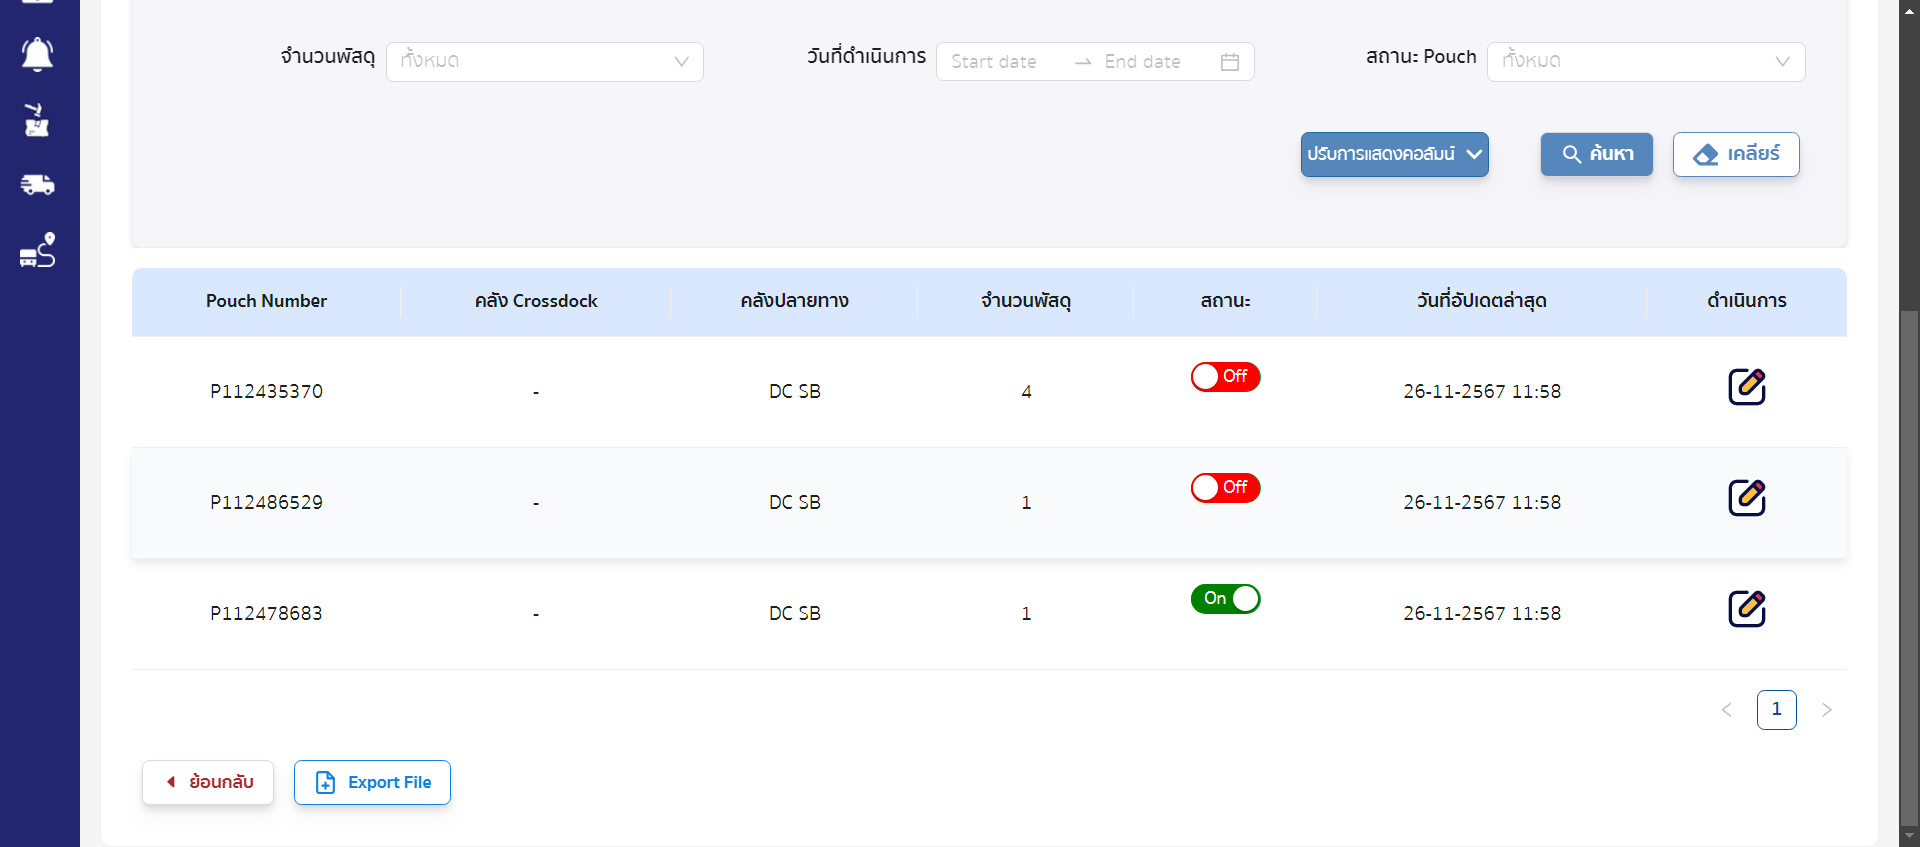 จำนวนพัสดุ ทั้งหมด วันที่ดำเนินการ Start date End date สถานะ Pouch ทั้งหมด
ปรับการแสดงคอลัมน์ ค้นหา เคลียร์
Pouch Number คลัง Crossdock คลังปลายทาง จำนวนพัสดุ สถานะ วันที่อัปเดตล่าสุด ดำเนินการ
P112435370 - DC SB 4 Off 26-11-2567 11:58
P112486529 - DC SB 1 Off 26-11-2567 11:58
P112478683 - DC SB 1 On 26-11-2567 11:58
1
ย้อนกลับ Export File